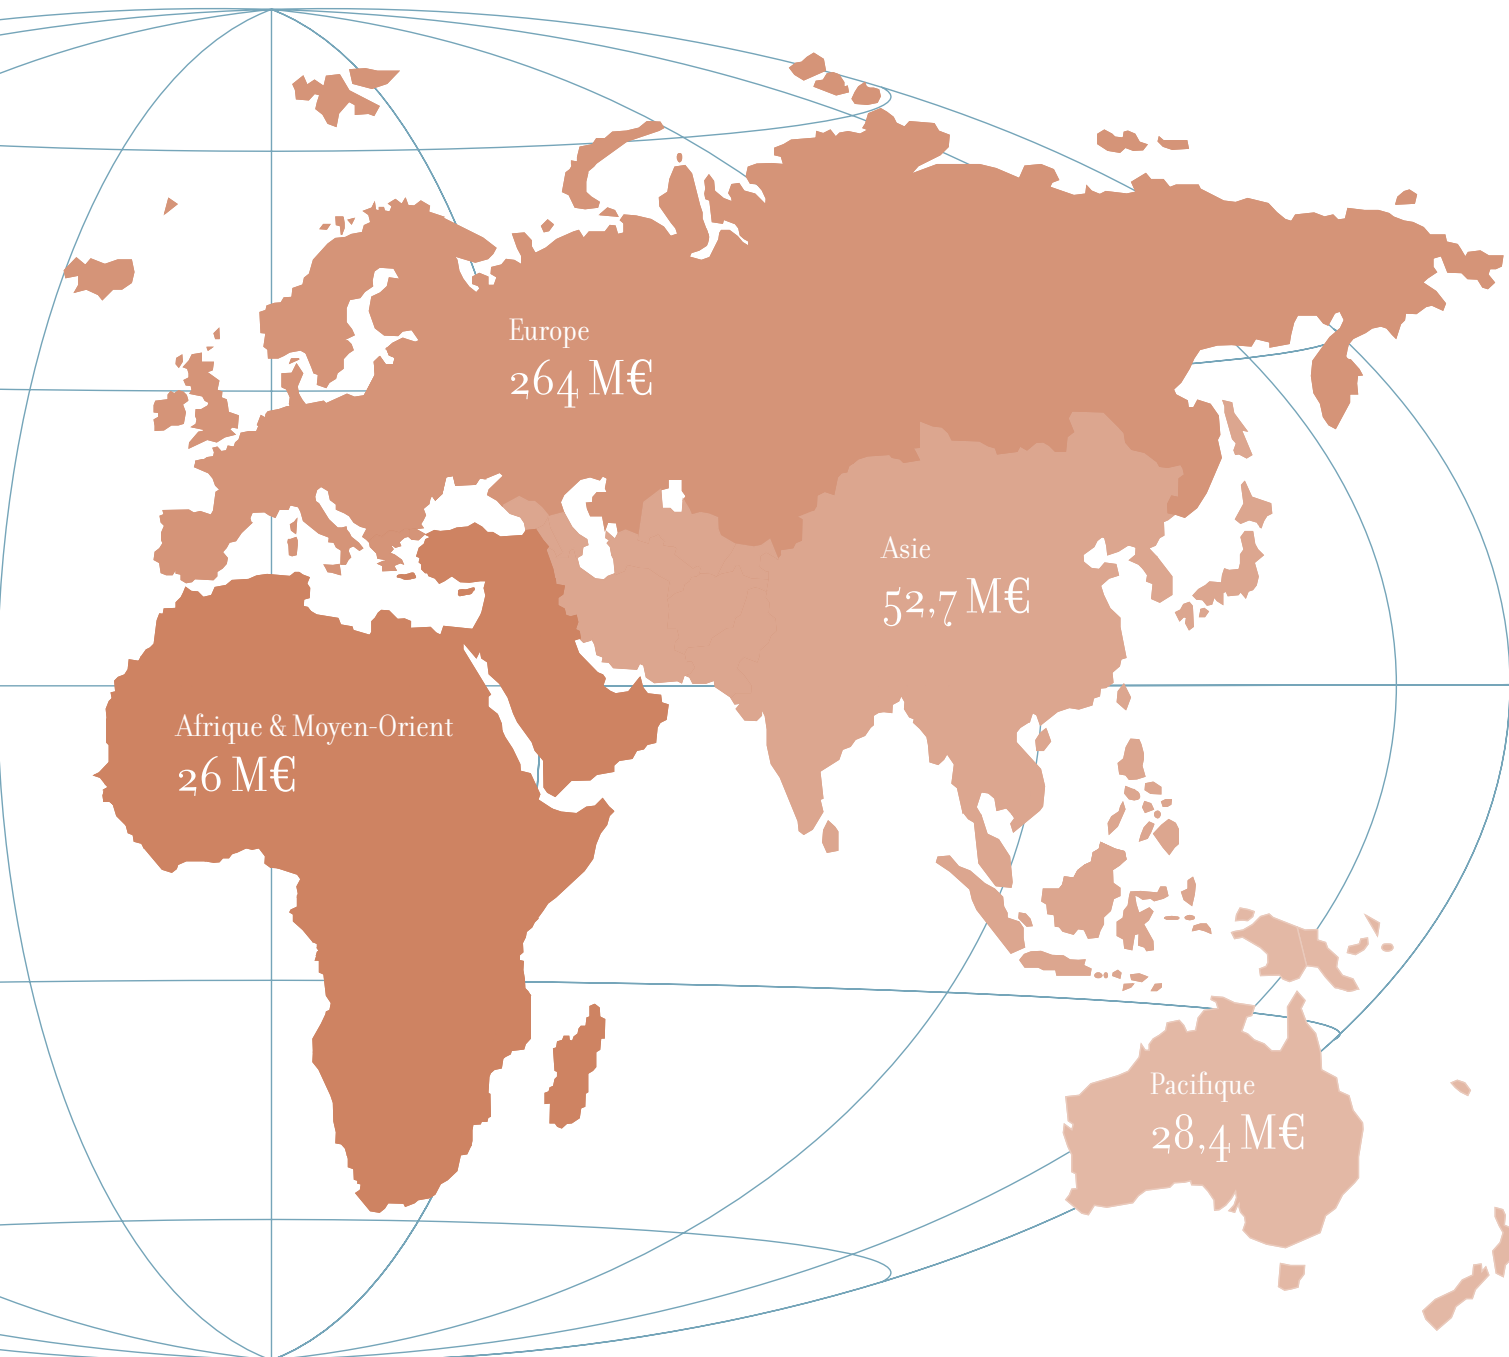 Europe
264 M€
Asie
52,7 M€
Afrique & Moyen-Orient
26 M€
Pacifique
28,4 M€